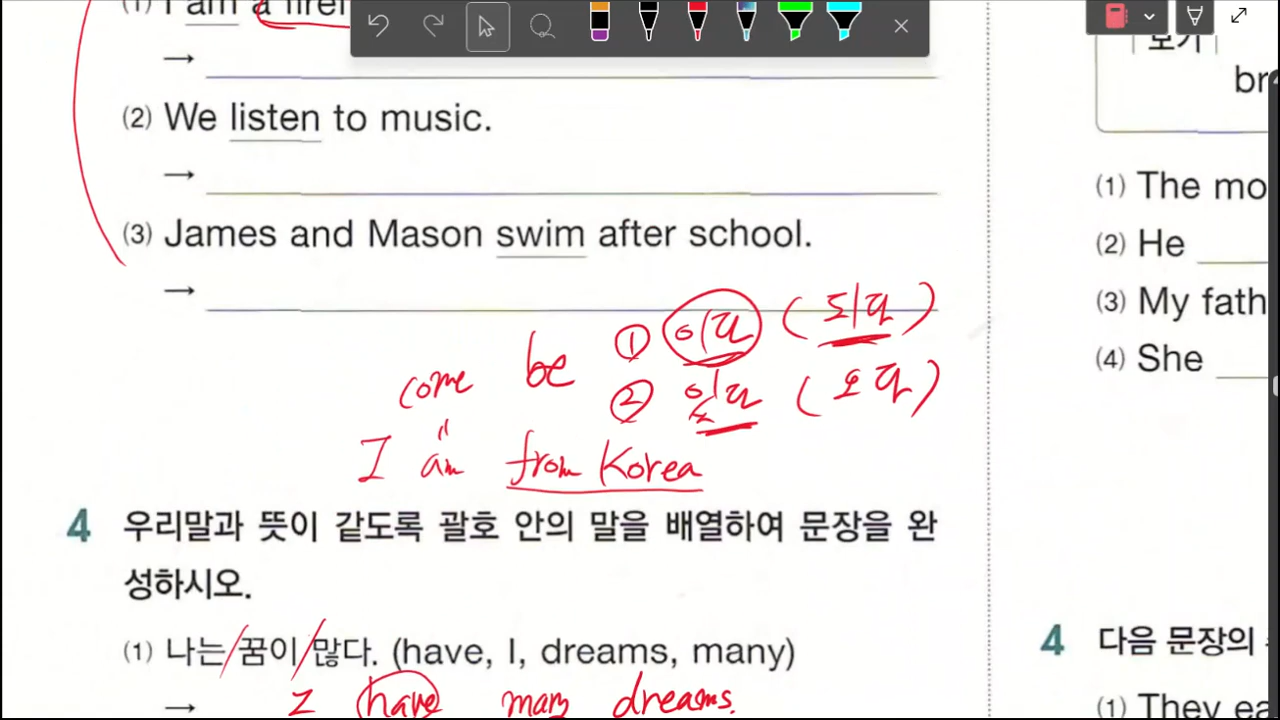 (1) I am a firef
→
(2) We listen to music.
→
(3) James and Mason swim after school.
→
be ① 이다 (되다)
② 있다 (오다)
come
"
I am from Korea
4 우리말과 뜻이 같도록 괄호 안의 말을 배열하여 문장을 완
성하시오.
(1) 나는/꿈이/많다. (have, I, dreams, many)
→ I have many dreams.
보기
br
(1) The mo
(2) He
(3) My fath
(4) She
4 다음 문장의
(1) They ea